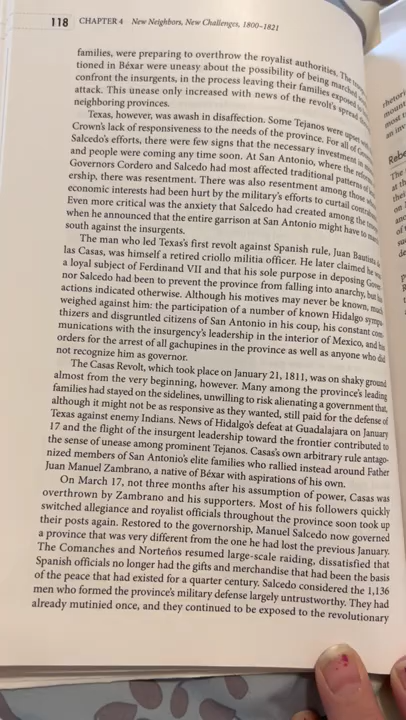 118 CHAPTER 4 New Neighbors, New Challenges, 1800–1821
families, were preparing to overthrow the royalist authorities. The
tioned in Béxar were uneasy about the possibility of being marched
confront the insurgents, in the process leaving their families exposed
attack. This unease only increased with news of the revolt's spread
neighboring provinces.
Texas, however, was awash in disaffection. Some Tejanos were upset
Crown's lack of responsiveness to the needs of the province. For all of
Salcedo's efforts, there were few signs that the necessary investment in
and people were coming any time soon. At San Antonio, where the
Governors Cordero and Salcedo had most affected traditional patterns of
ership, there was resentment. There was also resentment among those
economic interests had been hurt by the military's efforts to curtail
Even more critical was the anxiety that Salcedo had created among the
when he announced that the entire garrison at San Antonio might have to
south against the insurgents.
The man who led Texas's first revolt against Spanish rule, Juan Bautista
las Casas, was himself a retired criollo militia officer. He later claimed he was
a loyal subject of Ferdinand VII and that his sole purpose in deposing
nor Salcedo had been to prevent the province from falling into anarchy, but his
actions indicated otherwise. Although his motives may never be known, much
weighed against him: the participation of a number of known Hidalgo sympa-
thizers and disgruntled citizens of San Antonio in his coup, his constant com-
munications with the insurgency's leadership in the interior of Mexico, and his
orders for the arrest of all gachupines in the province as well as anyone who did
not recognize him as governor.
The Casas Revolt, which took place on January 21, 1811, was on shaky ground
almost from the very beginning, however. Many among the province's leading
families had stayed on the sidelines, unwilling to risk alienating a government that,
although it might not be as responsive as they wanted, still paid for the defense of
Texas against enemy Indians. News of Hidalgo's defeat at Guadalajara on January
17 and the flight of the insurgent leadership toward the frontier contributed to
the sense of unease among prominent Tejanos. Casas's own arbitrary rule antago-
nized members of San Antonio's elite families who rallied instead around Father
Juan Manuel Zambrano, a native of Béxar with aspirations of his own.
On March 17, not three months after his assumption of power, Casas was
overthrown by Zambrano and his supporters. Most of his followers quickly
switched allegiance and royalist officials throughout the province soon took up
their posts again. Restored to the governorship, Manuel Salcedo now governed
a province that was very different from the one he had lost the previous January.
The Comanches and Norteños resumed large-scale raiding, dissatisfied that
Spanish officials no longer had the gifts and merchandise that had been the basis
of the peace that had existed for a quarter century. Salcedo considered the 1,136
men who formed the province's military defense largely untrustworthy. They had
already mutinied once, and they continued to be exposed to the revolutionary